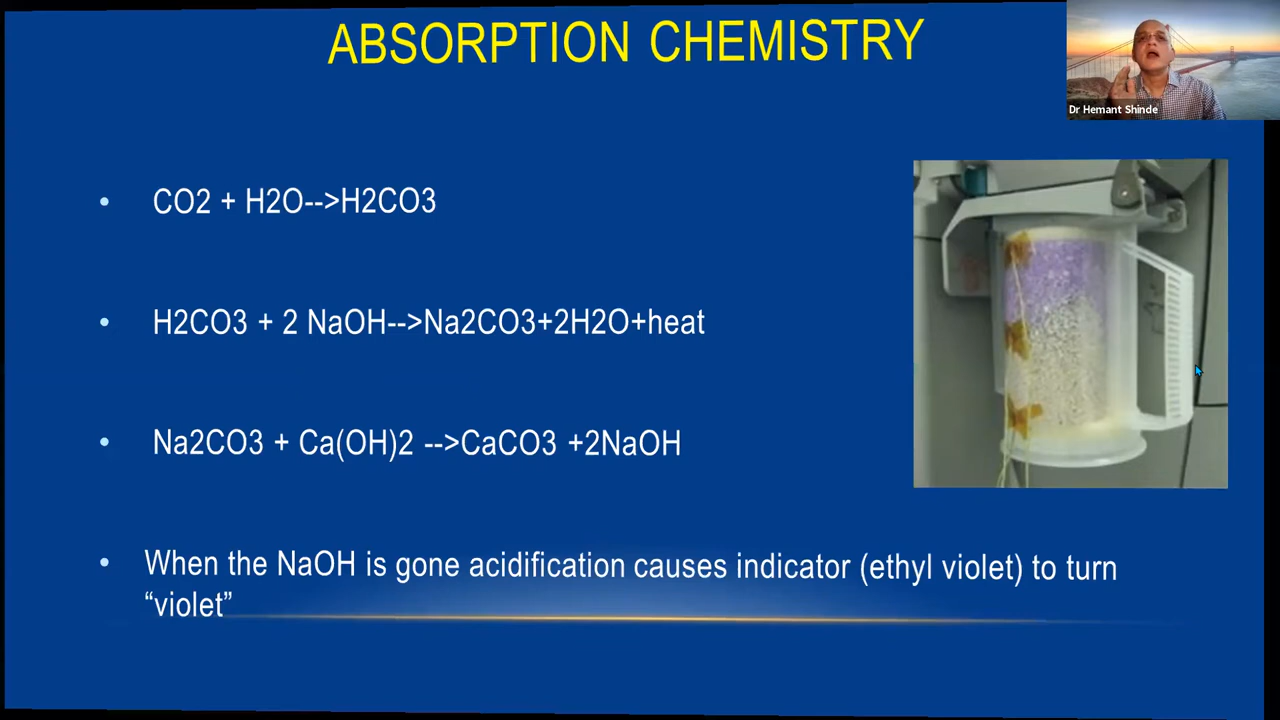 ABSORPTION CHEMISTRY
Dr Hemant Shinde
• CO2 + H2O-->H2CO3
• H2CO3 + 2 NaOH-->Na2CO3+2H2O+heat
• Na2CO3 + Ca(OH)2 -->CaCO3 +2NaOH
• When the NaOH is gone acidification causes indicator (ethyl violet) to turn
“violet”